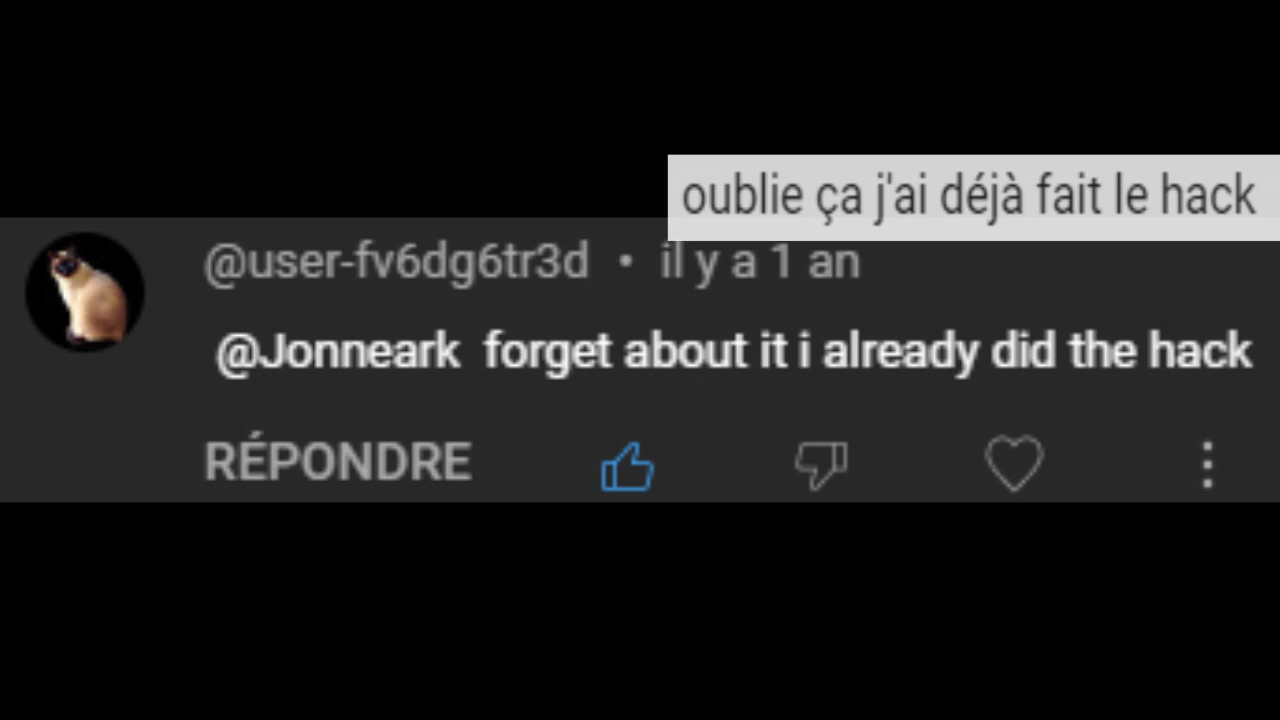 oublie ça j'ai déjà fait le hack
@user-fv6dg6tr3d • il y a 1 an
@Jonneark forget about it i already did the hack
RÉPONDRE